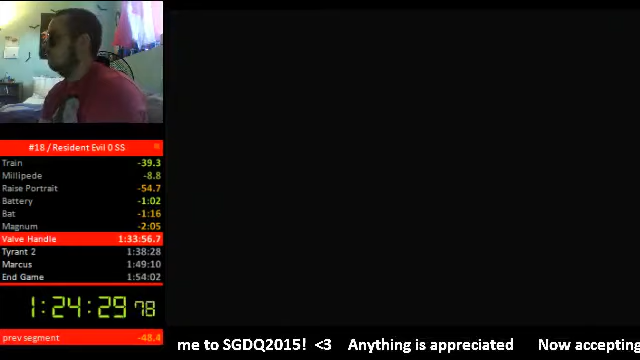 #18 / Resident Evil 0 SS
Train -39.3
Millipede -8.8
Raise Portrait -54.7
Battery -1:02
Bat -1:16
Magnum -2:05
Valve Handle 1:33:56.7
Tyrant 2 1:38:28
Marcus 1:49:10
End Game 1:54:02
1:24:29 78
prev segment -48.4
me to SGDQ2015! <3 Anything is appreciated Now accepting